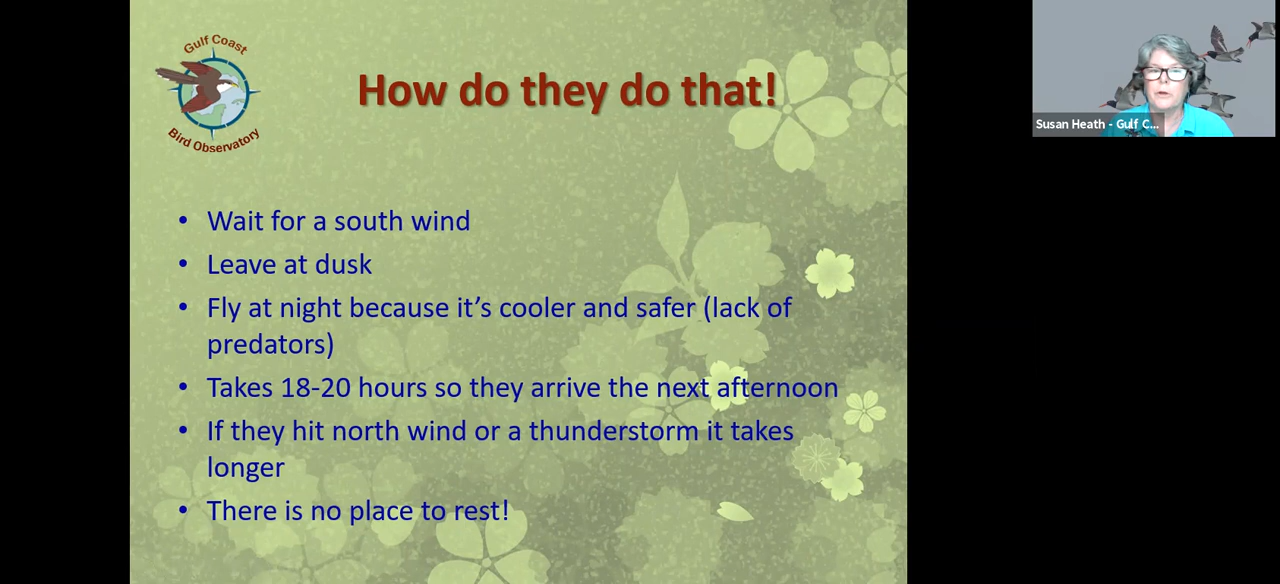 Gulf Coast
Bird Observatory
How do they do that!
• Wait for a south wind
• Leave at dusk
• Fly at night because it’s cooler and safer (lack of
predators)
• Takes 18-20 hours so they arrive the next afternoon
• If they hit north wind or a thunderstorm it takes
longer
• There is no place to rest!
Susan Heath - Gulf C...